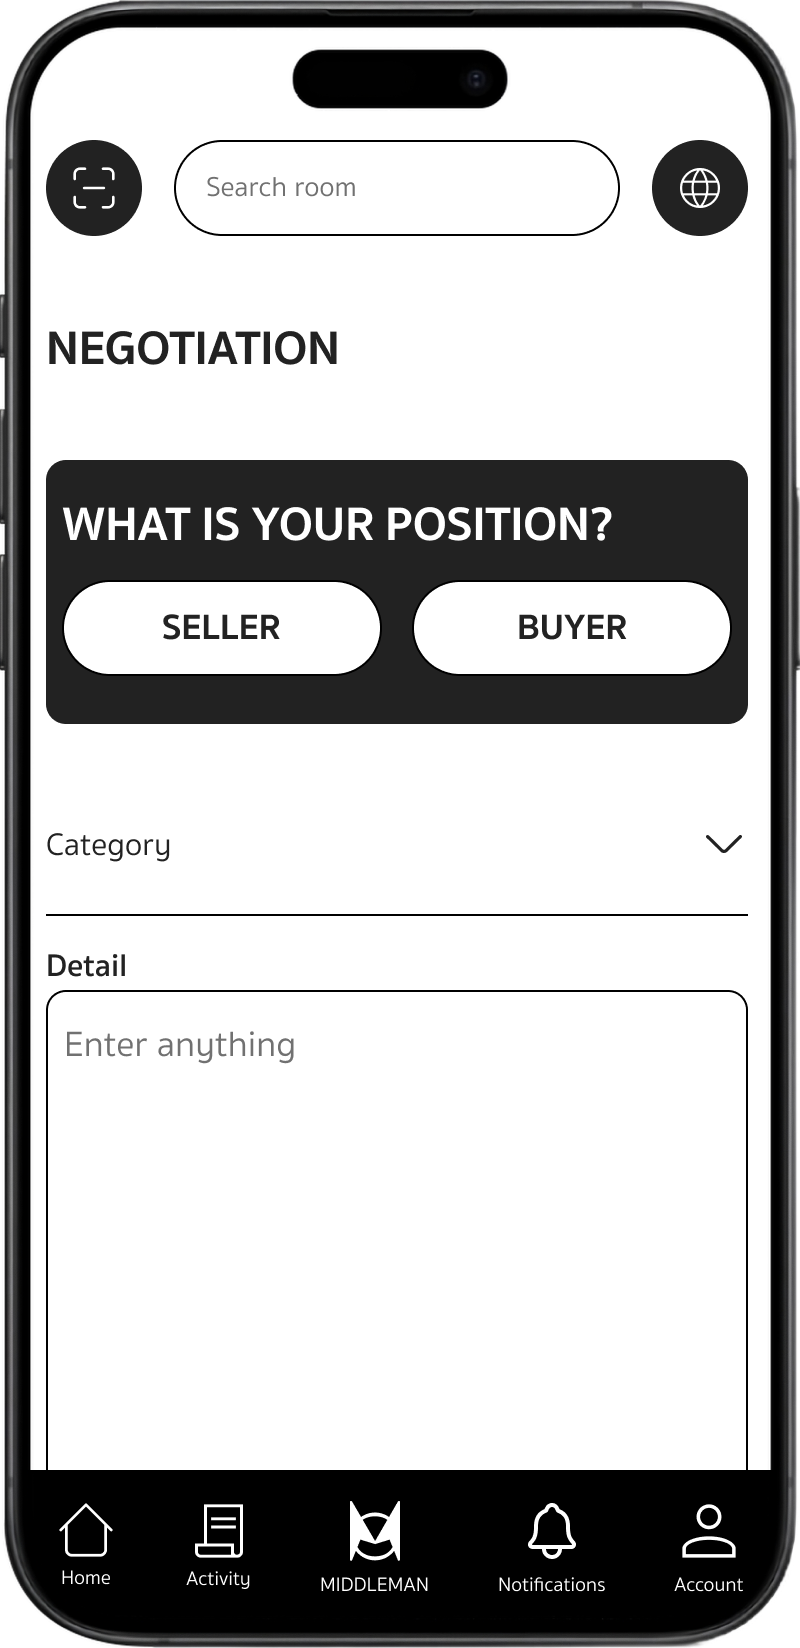 Search room
NEGOTIATION
WHAT IS YOUR POSITION?
SELLER
BUYER
Category
Detail
Enter anything
Home
Activity
MIDDLEMAN
Notifications
Account